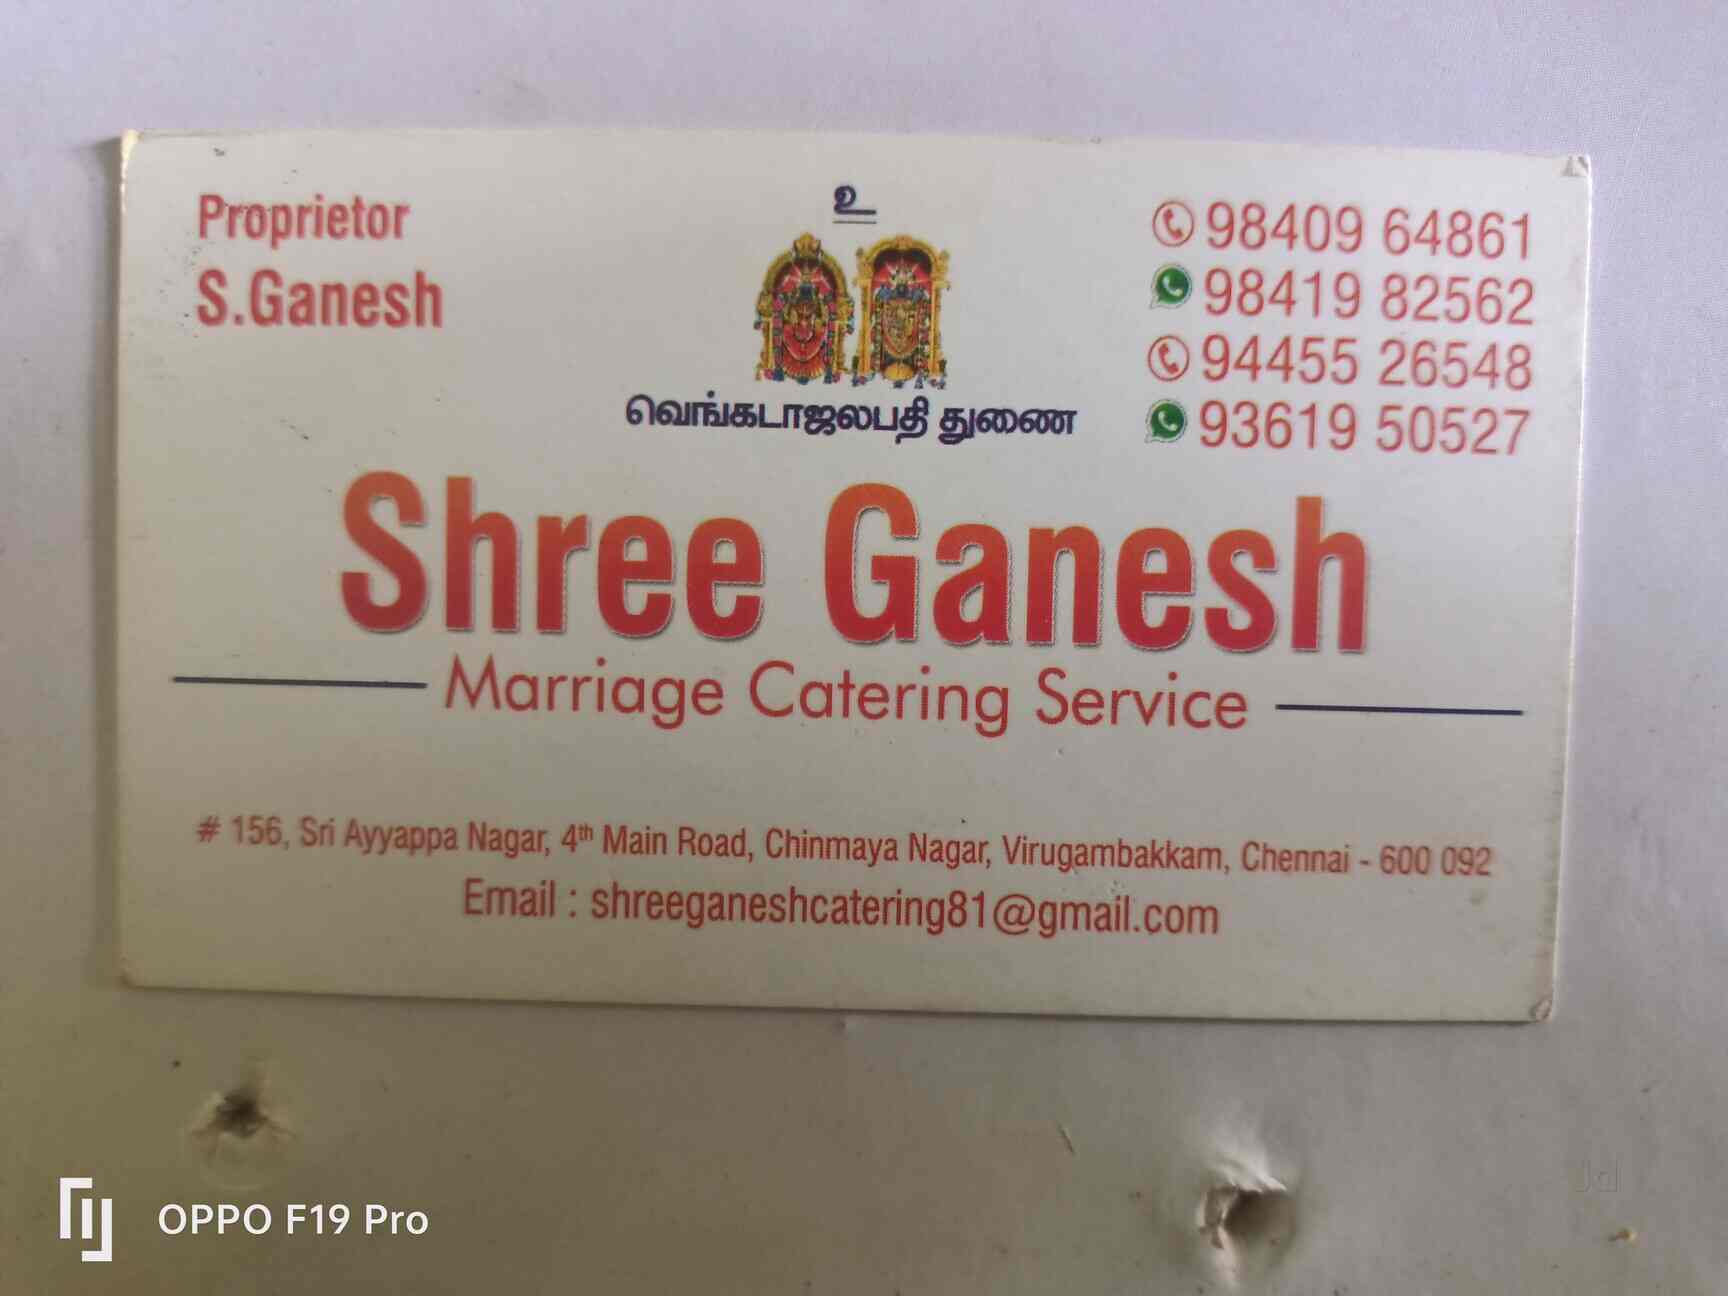 Proprietor
S.Ganesh
உ
வெங்கடாஜலபதி துணை
98409 64861
98419 82562
94455 26548
93619 50527
Shree Ganesh
Marriage Catering Service
# 156, Sri Ayyappa Nagar, 4th Main Road, Chinmaya Nagar, Virugambakkam, Chennai - 600 092
Email : shreeganeshcatering81@gmail.com
OPPO F19 Pro
Jd